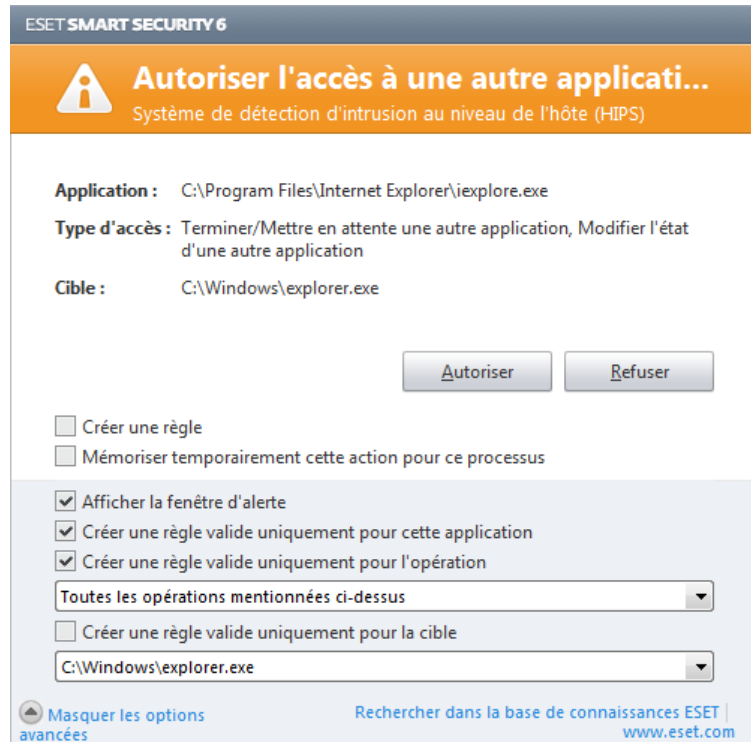 ESET SMART SECURITY 6
Autoriser l'accès à une autre applicati...
Système de détection d'intrusion au niveau de l'hôte (HIPS)
Application : C:\Program Files\Internet Explorer\iexplore.exe
Type d'accès : Terminer/Mettre en attente une autre application, Modifier l'état
d'une autre application
Cible : C:\Windows\explorer.exe
Autoriser Refuser
Créer une règle
Mémoriser temporairement cette action pour ce processus
Afficher la fenêtre d'alerte
Créer une règle valide uniquement pour cette application
Créer une règle valide uniquement pour l'opération
Toutes les opérations mentionnées ci-dessus
Créer une règle valide uniquement pour la cible
C:\Windows\explorer.exe
Masquer les options
avancées
Rechercher dans la base de connaissances ESET |
www.eset.com